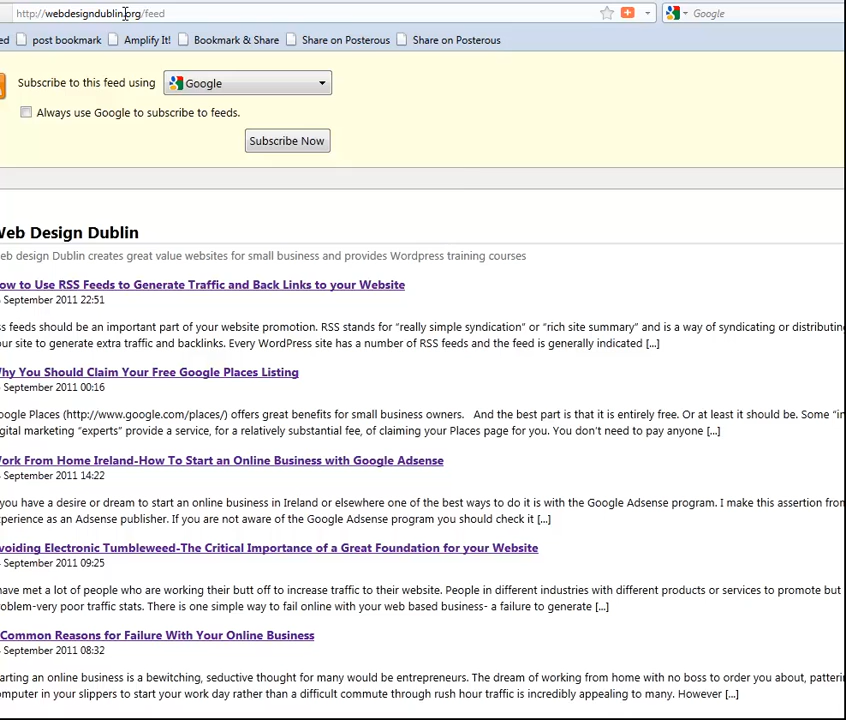 http://webdesigndublin.org/feed
Google
ed post bookmark Amplify It! Bookmark & Share Share on Posterous Share on Posterous
Subscribe to this feed using Google
Always use Google to subscribe to feeds.
Subscribe Now
Web Design Dublin
eb design Dublin creates great value websites for small business and provides Wordpress training courses
ow to Use RSS Feeds to Generate Traffic and Back Links to your Website
September 2011 22:51
ss feeds should be an important part of your website promotion. RSS stands for “really simple syndication” or “rich site summary” and is a way of syndicating or distributing
our site to generate extra traffic and backlinks. Every WordPress site has a number of RSS feeds and the feed is generally indicated [...]
Why You Should Claim Your Free Google Places Listing
September 2011 00:16
oogle Places (http://www.google.com/places/) offers great benefits for small business owners. And the best part is that it is entirely free. Or at least it should be. Some “in
igital marketing “experts” provide a service, for a relatively substantial fee, of claiming your Places page for you. You don’t need to pay anyone [...]
Work From Home Ireland-How To Start an Online Business with Google Adsense
September 2011 14:22
you have a desire or dream to start an online business in Ireland or elsewhere one of the best ways to do it is with the Google Adsense program. I make this assertion from
xperience as an Adsense publisher. If you are not aware of the Google Adsense program you should check it [...]
voiding Electronic Tumbleweed-The Critical Importance of a Great Foundation for your Website
September 2011 09:25
have met a lot of people who are working their butt off to increase traffic to their website. People in different industries with different products or services to promote but
roblem-very poor traffic stats. There is one simple way to fail online with your web based business- a failure to generate [...]
Common Reasons for Failure With Your Online Business
September 2011 08:32
tarting an online business is a bewitching, seductive thought for many would be entrepreneurs. The dream of working from home with no boss to order you about, patterin
omputer in your slippers to start your work day rather than a difficult commute through rush hour traffic is incredibly appealing to many. However [...]